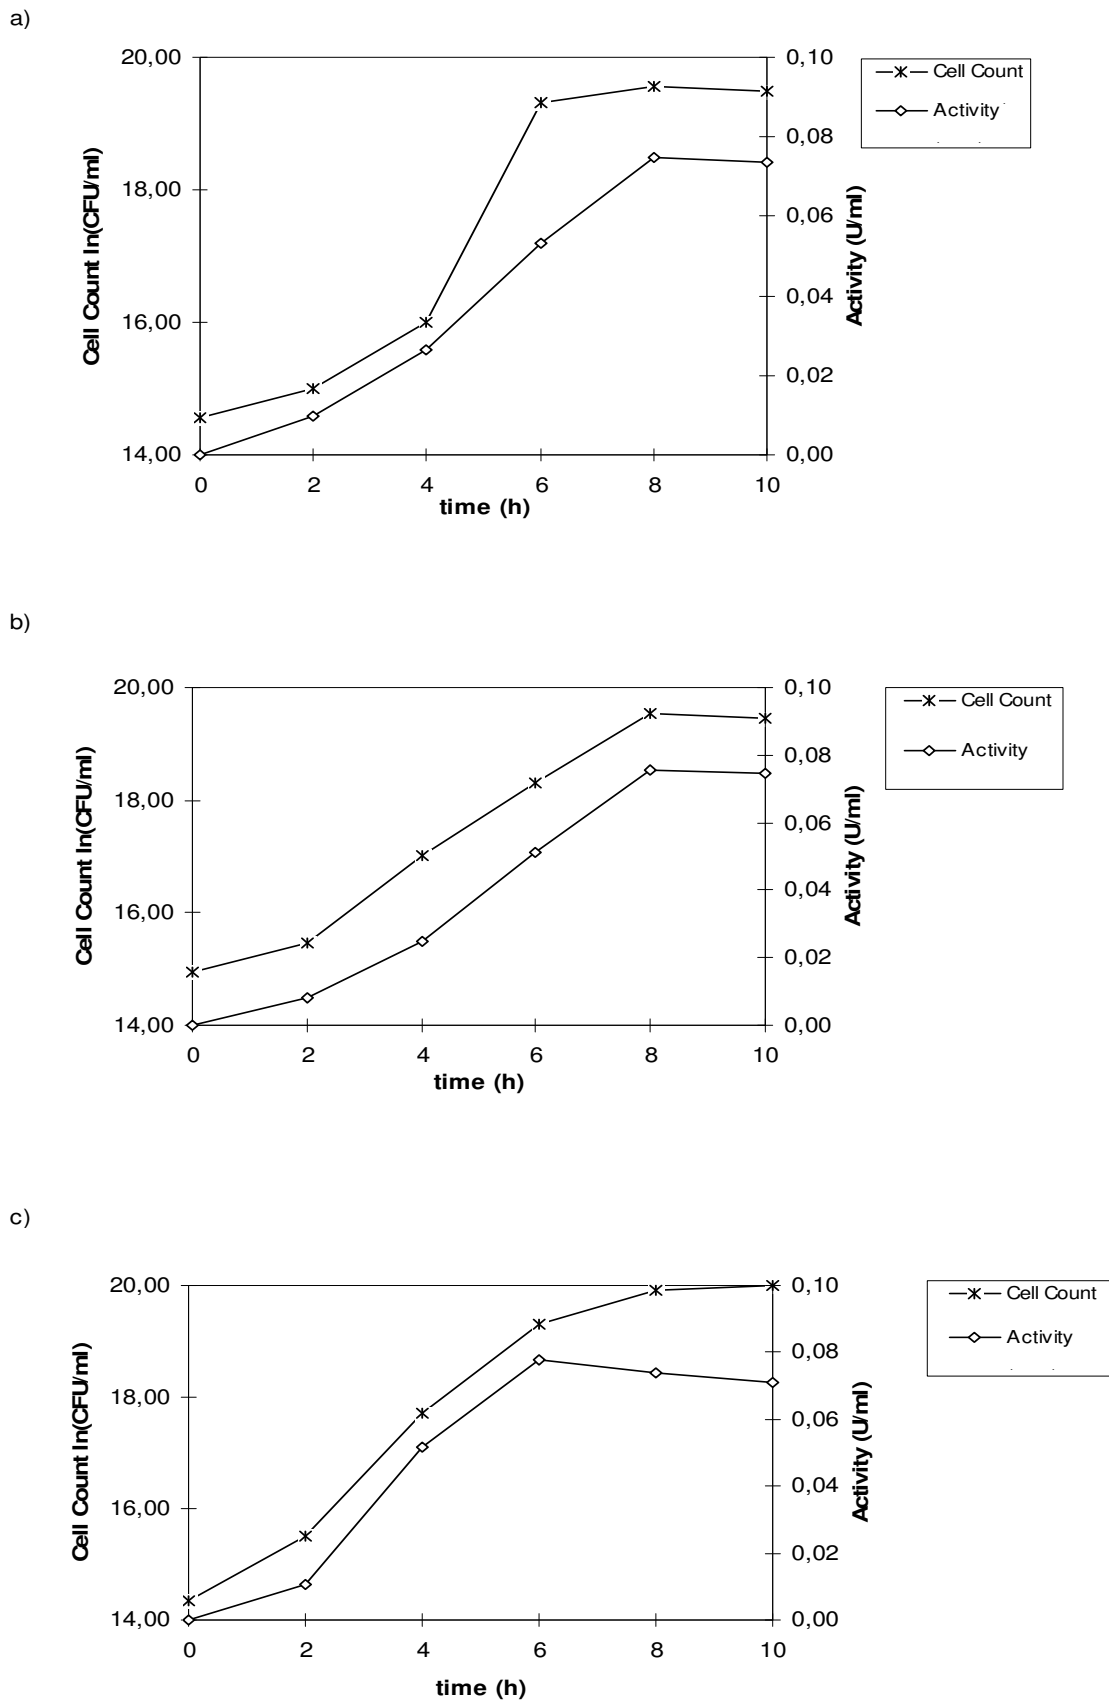 a)
20,00
18,00
16,00
14,00
Cell Count ln(CFU/ml)
0 2 4 6 8 10
time (h)
0,10
0,08
0,06
0,04
0,02
0,00
Activity (U/ml)
Cell Count
Activity
b)
20,00
18,00
16,00
14,00
Cell Count ln(CFU/ml)
0 2 4 6 8 10
time (h)
0,10
0,08
0,06
0,04
0,02
0,00
Activity (U/ml)
Cell Count
Activity
c)
20,00
18,00
16,00
14,00
Cell Count ln(CFU/ml)
0 2 4 6 8 10
time (h)
0,10
0,08
0,06
0,04
0,02
0,00
Activity (U/ml)
Cell Count
Activity